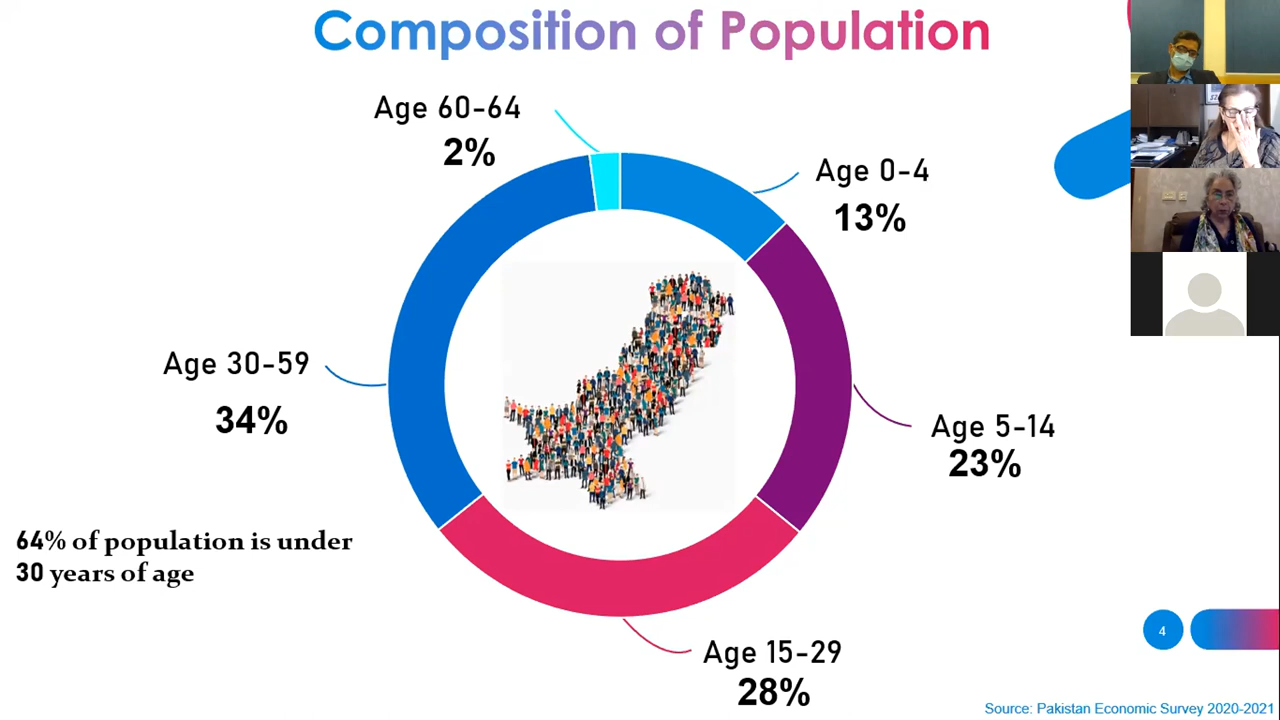 Composition of Population
Age 60-64
2%
Age 0-4
13%
Age 30-59
34%
Age 5-14
23%
64% of population is under
30 years of age
Age 15-29
28%
4
Source: Pakistan Economic Survey 2020-2021